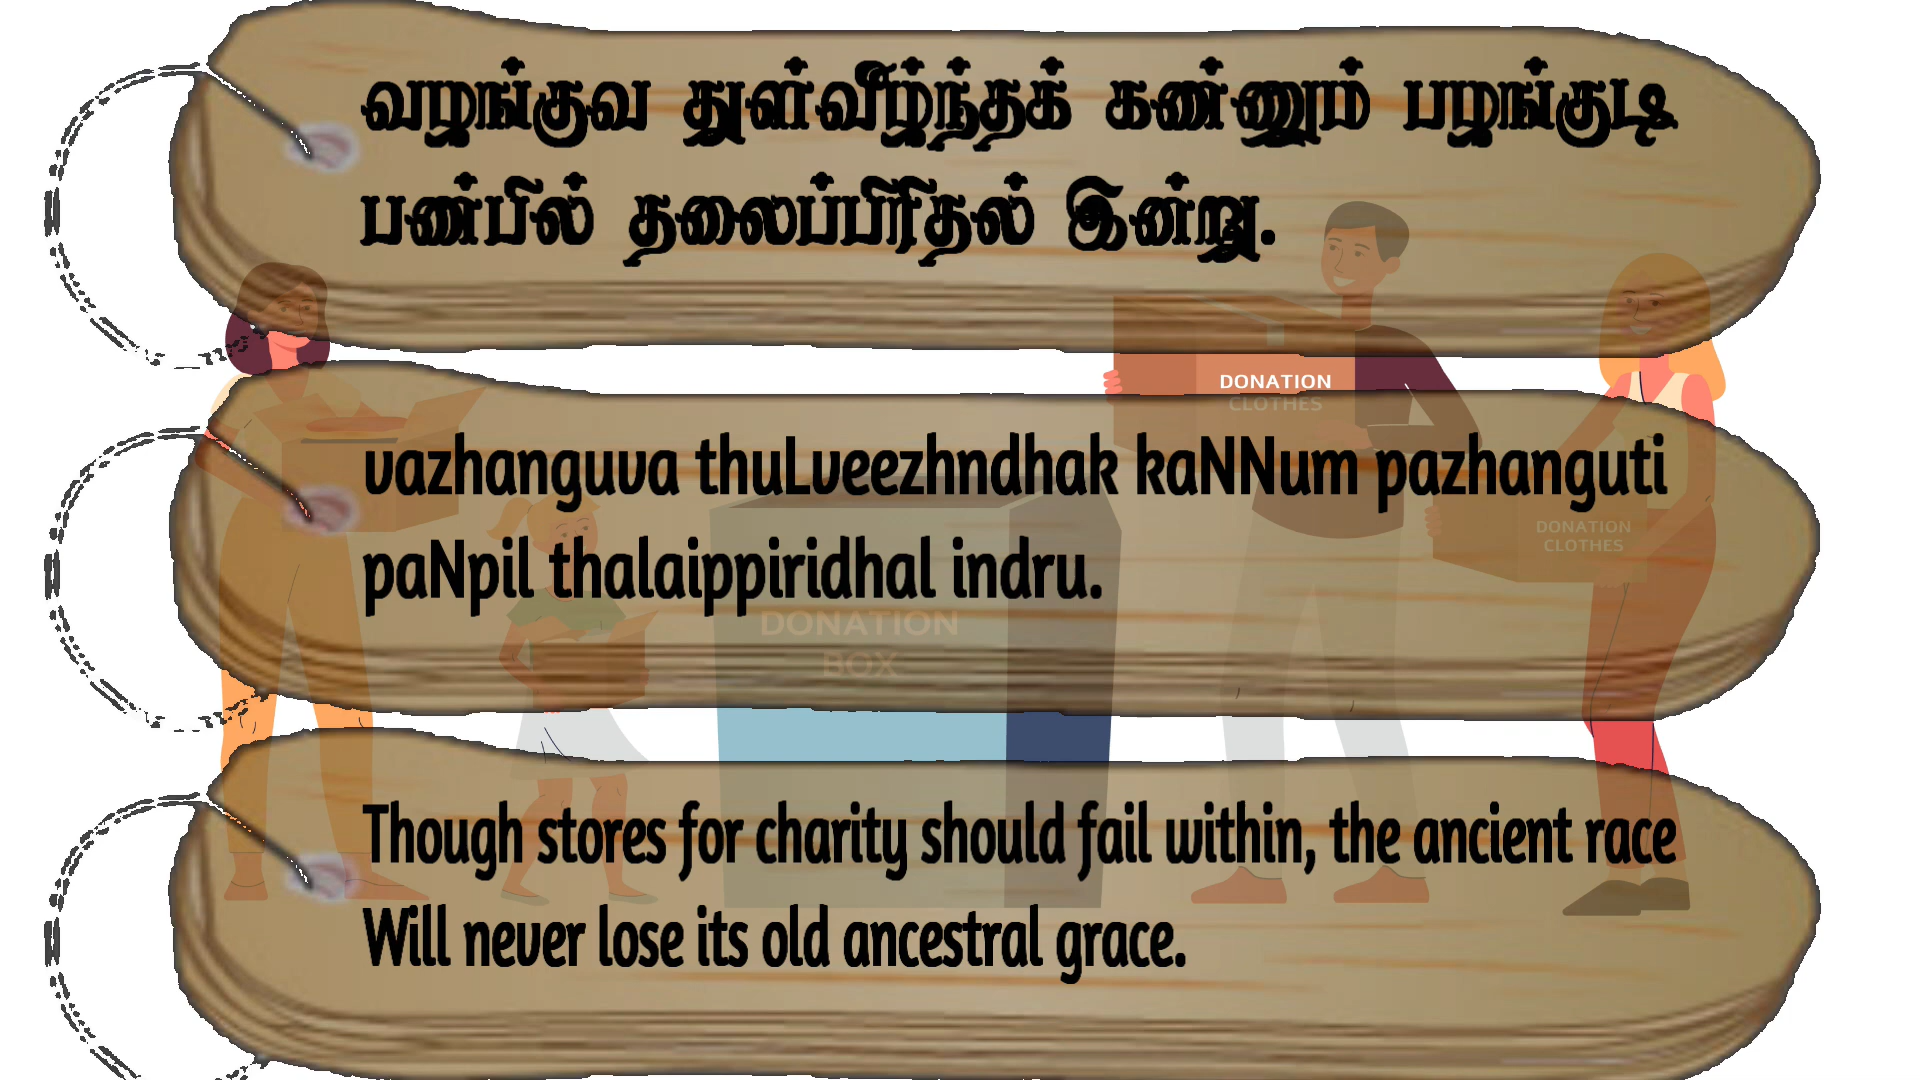 வழங்குவ துள்வீழ்ந்தக் கண்ணும் பழங்குடி
பண்பில் தலைப்பிரிதல் இன்று.
DONATION
CLOTHES
vazhanguva thuLveezhndhak kaNNum pazhanguti
DONATION
CLOTHES
paNpil thalaippiridhal indru.
DONATION
BOX
Though stores for charity should fail within, the ancient race
Will never lose its old ancestral grace.